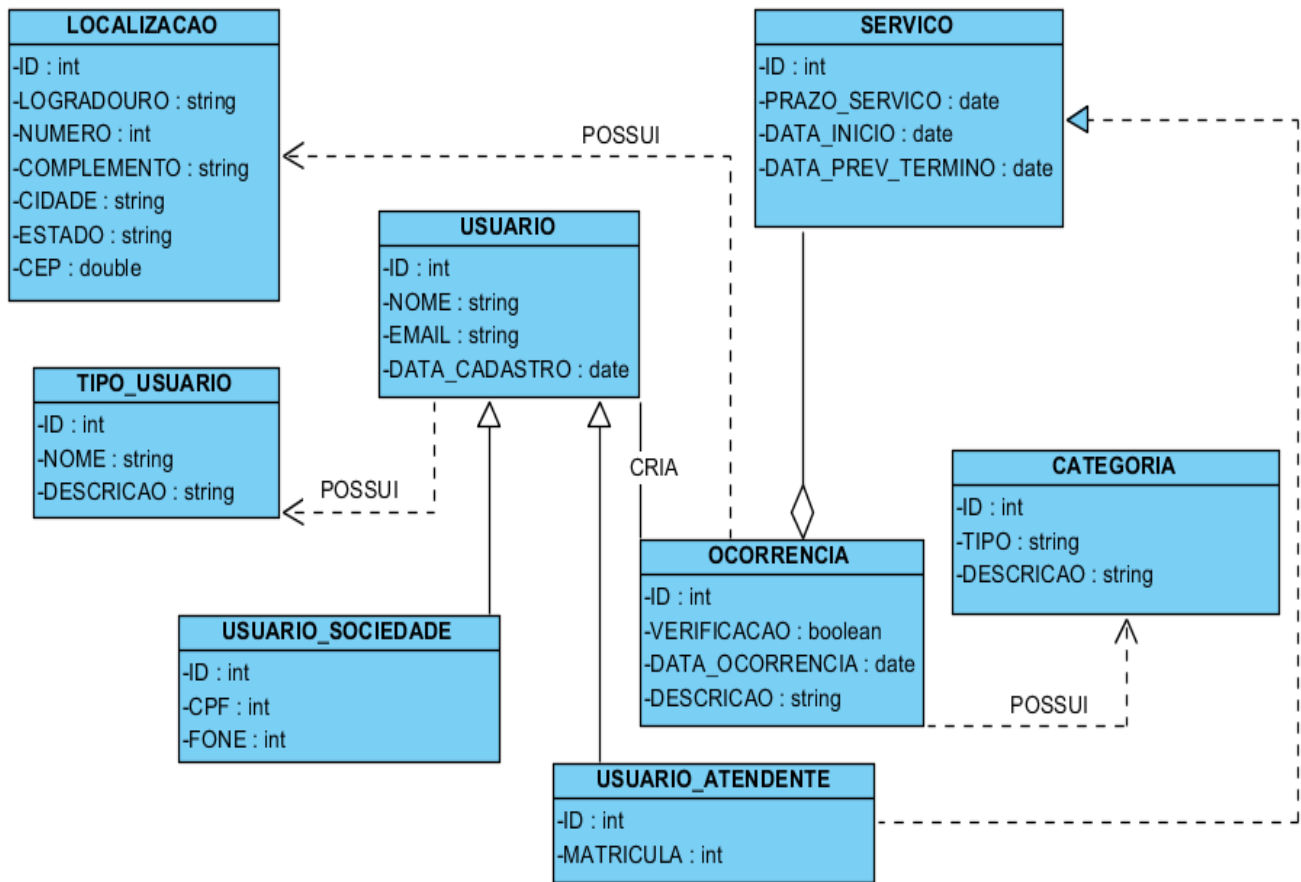 LOCALIZACAO
-ID : int
-LOGRADOURO : string
-NUMERO : int
-COMPLEMENTO : string
-CIDADE : string
-ESTADO : string
-CEP : double
SERVICO
-ID : int
-PRAZO_SERVICO : date
-DATA_INICIO : date
-DATA_PREV_TERMINO : date
POSSUI
USUARIO
-ID : int
-NOME : string
-EMAIL : string
-DATA_CADASTRO : date
TIPO_USUARIO
-ID : int
-NOME : string
-DESCRICAO : string
POSSUI
CRIA
CATEGORIA
-ID : int
-TIPO : string
-DESCRICAO : string
OCORRENCIA
-ID : int
-VERIFICACAO : boolean
-DATA_OCORRENCIA : date
-DESCRICAO : string
POSSUI
USUARIO_SOCIEDADE
-ID : int
-CPF : int
-FONE : int
USUARIO_ATENDENTE
-ID : int
-MATRICULA : int